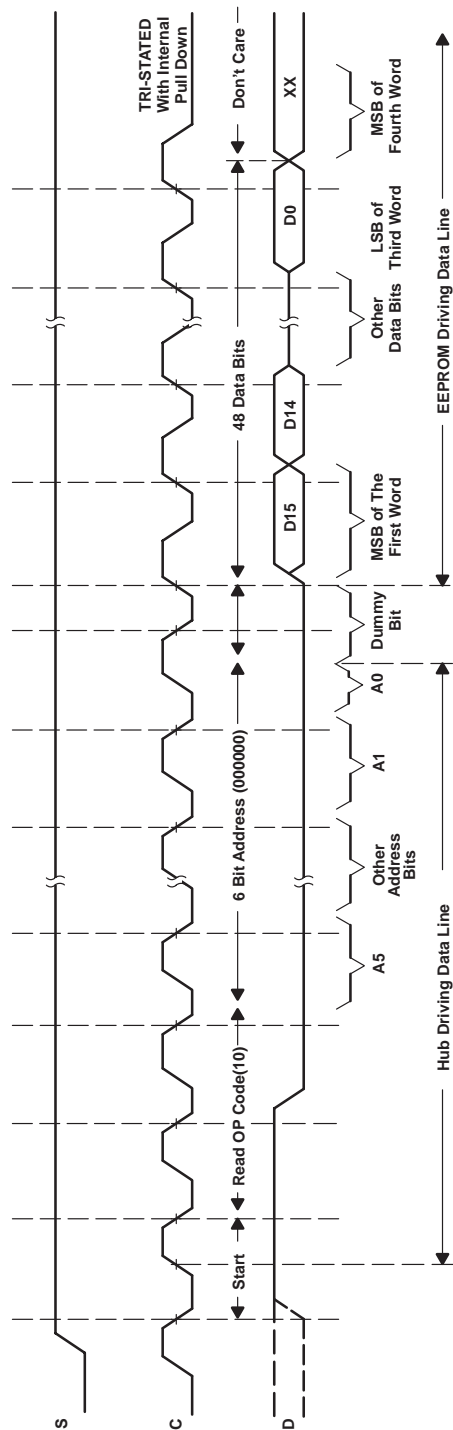 S
C
TRI-STATED
With Internal
Pull Down
Start
Read OP Code(10)
6 Bit Address (000000)
48 Data Bits
Don't Care
D
D15
D14
D0
XX
A5
Other
Address
Bits
A1
A0
Dummy
Bit
MSB of The
First Word
Other
Data Bits
LSB of
Third Word
MSB of
Fourth Word
Hub Driving Data Line
EEPROM Driving Data Line